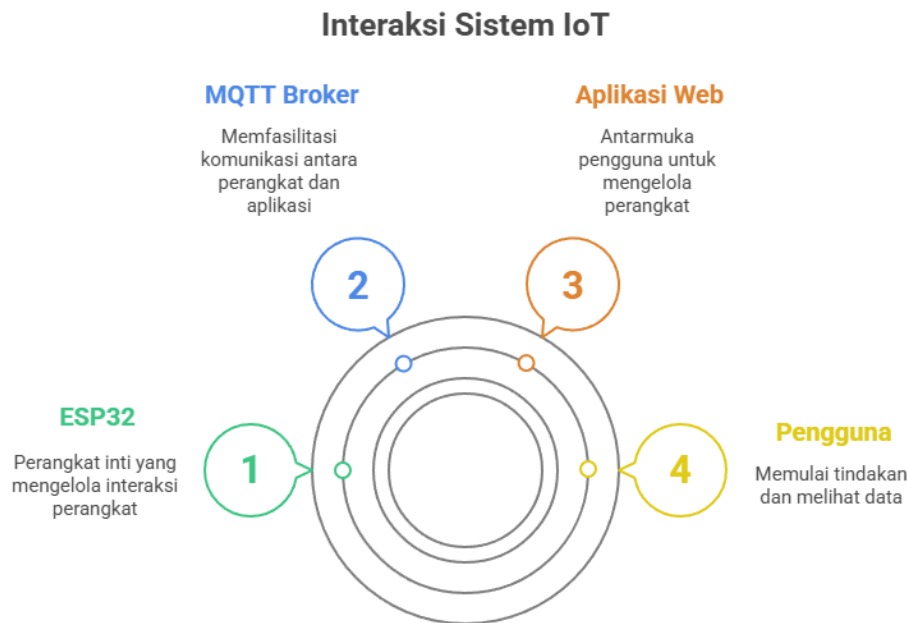 Interaksi Sistem IoT
MQTT Broker
Memfasilitasi
komunikasi antara
perangkat dan
aplikasi
Aplikasi Web
Antarmuka
pengguna untuk
mengelola
perangkat
2
3
ESP32
Perangkat inti yang
mengelola interaksi
perangkat
1
4
Pengguna
Memulai tindakan
dan melihat data